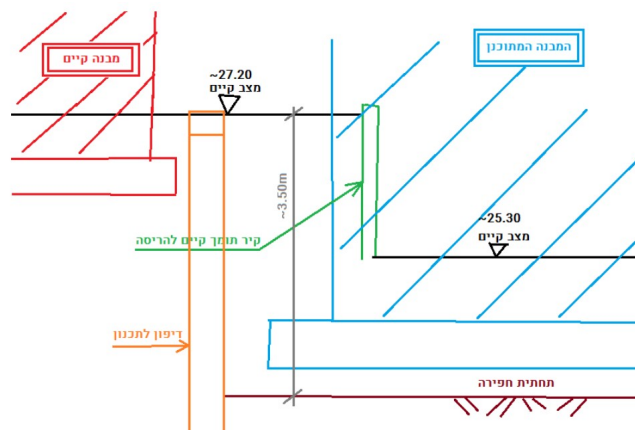 המבנה המתוכנן
מבנה קיים
~27.20
מצב קיים
~3.50m
~25.30
מצב קיים
קיר תומך קיים להריסה
דיפון לתכנון
תחתית חפירה